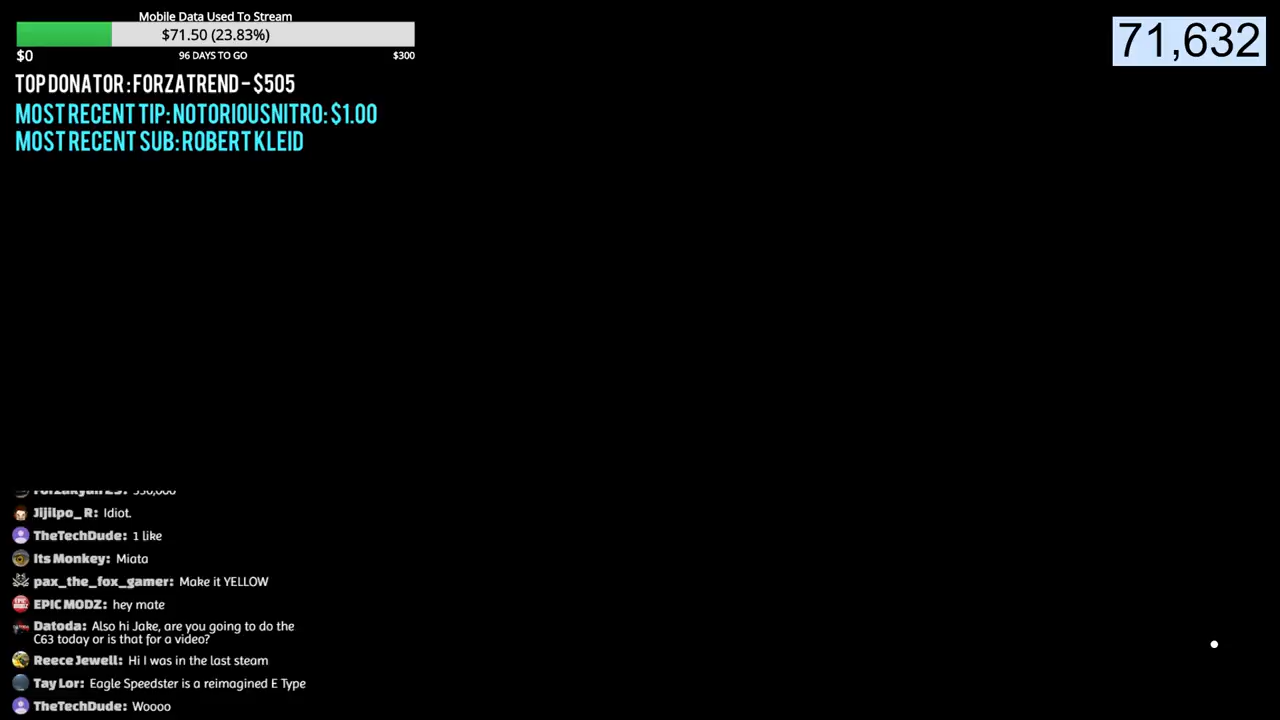 Mobile Data Used To Stream
$71.50 (23.83%)
$0
96 DAYS TO GO
$300
71,632
TOP DONATOR : FORZATREND - $505
MOST RECENT TIP: NOTORIOUSNITRO: $1.00
MOST RECENT SUB: ROBERT KLEID
Jijilpo_ R: Idiot.
TheTechDude: 1 like
Its Monkey: Miata
pax_the_fox_gamer: Make it YELLOW
EPIC MODZ: hey mate
Datoda: Also hi Jake, are you going to do the
C63 today or is that for a video?
Reece Jewell: Hi I was in the last steam
Tay Lor: Eagle Speedster is a reimagined E Type
TheTechDude: Woooo